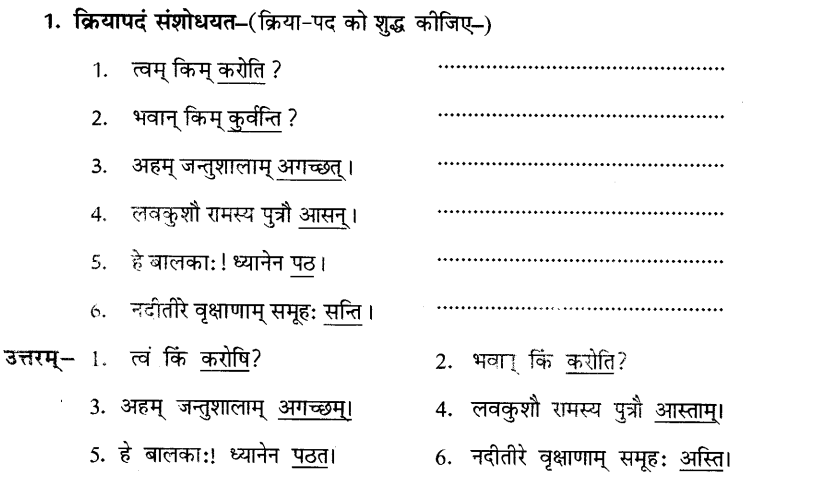 1. क्रियापदं संशोधयत–(क्रिया-पद को शुद्ध कीजिए–)
1. त्वम् किम् करोति ? ................................................
2. भवान् किम् कुर्वन्ति ? ................................................
3. अहम् जन्तुशालाम् अगच्छत्। ................................................
4. लवकुशौ रामस्य पुत्रौ आसन्। ................................................
5. हे बालकाः! ध्यानेन पठ। ................................................
6. नदीतीरे वृक्षाणाम् समूहः सन्ति। ................................................
उत्तरम्– 1. त्वं किं करोषि? 2. भवान् किं करोति?
3. अहम् जन्तुशालाम् अगच्छम्। 4. लवकुशौ रामस्य पुत्रौ आस्ताम्।
5. हे बालकाः! ध्यानेन पठत। 6. नदीतीरे वृक्षाणाम् समूहः अस्ति।